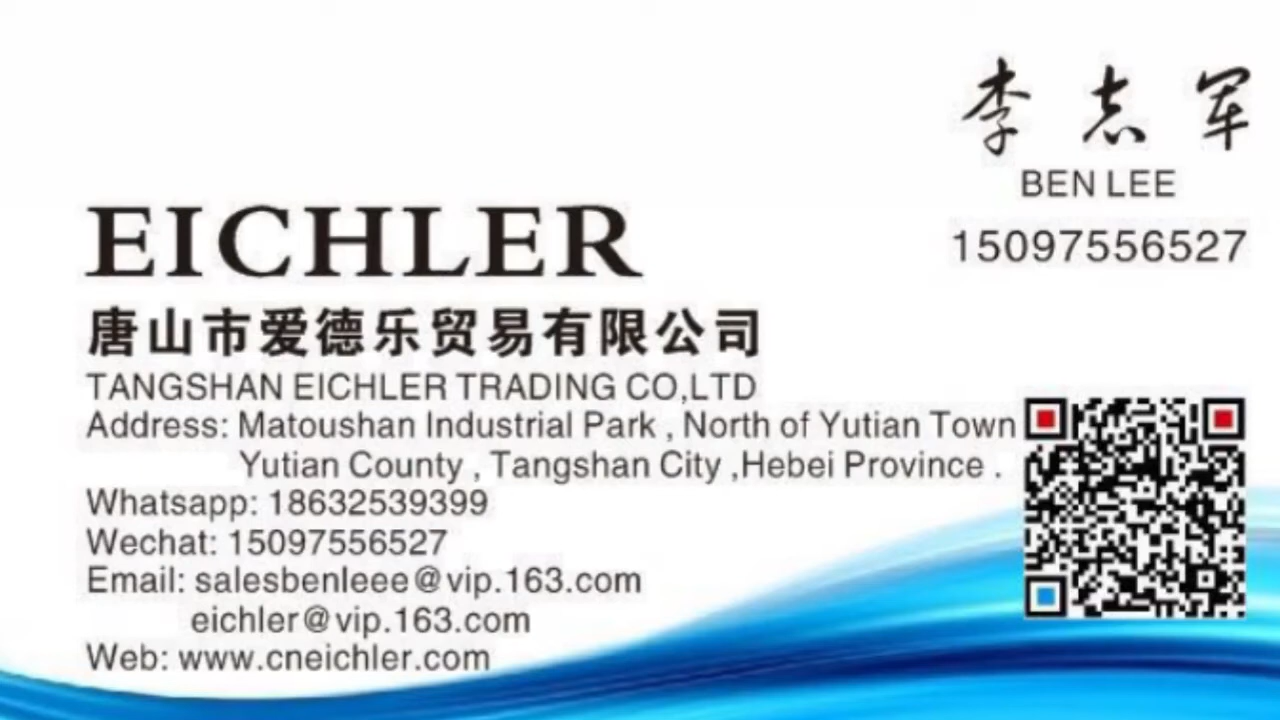 李志军
BEN LEE
15097556527
EICHLER
唐山市爱德乐贸易有限公司
TANGSHAN EICHLER TRADING CO,LTD
Address: Matoushan Industrial Park , North of Yutian Town
Yutian County , Tangshan City ,Hebei Province .
Whatsapp: 18632539399
Wechat: 15097556527
Email: salesbenleee@vip.163.com
eichler@vip.163.com
Web: www.cneichler.com